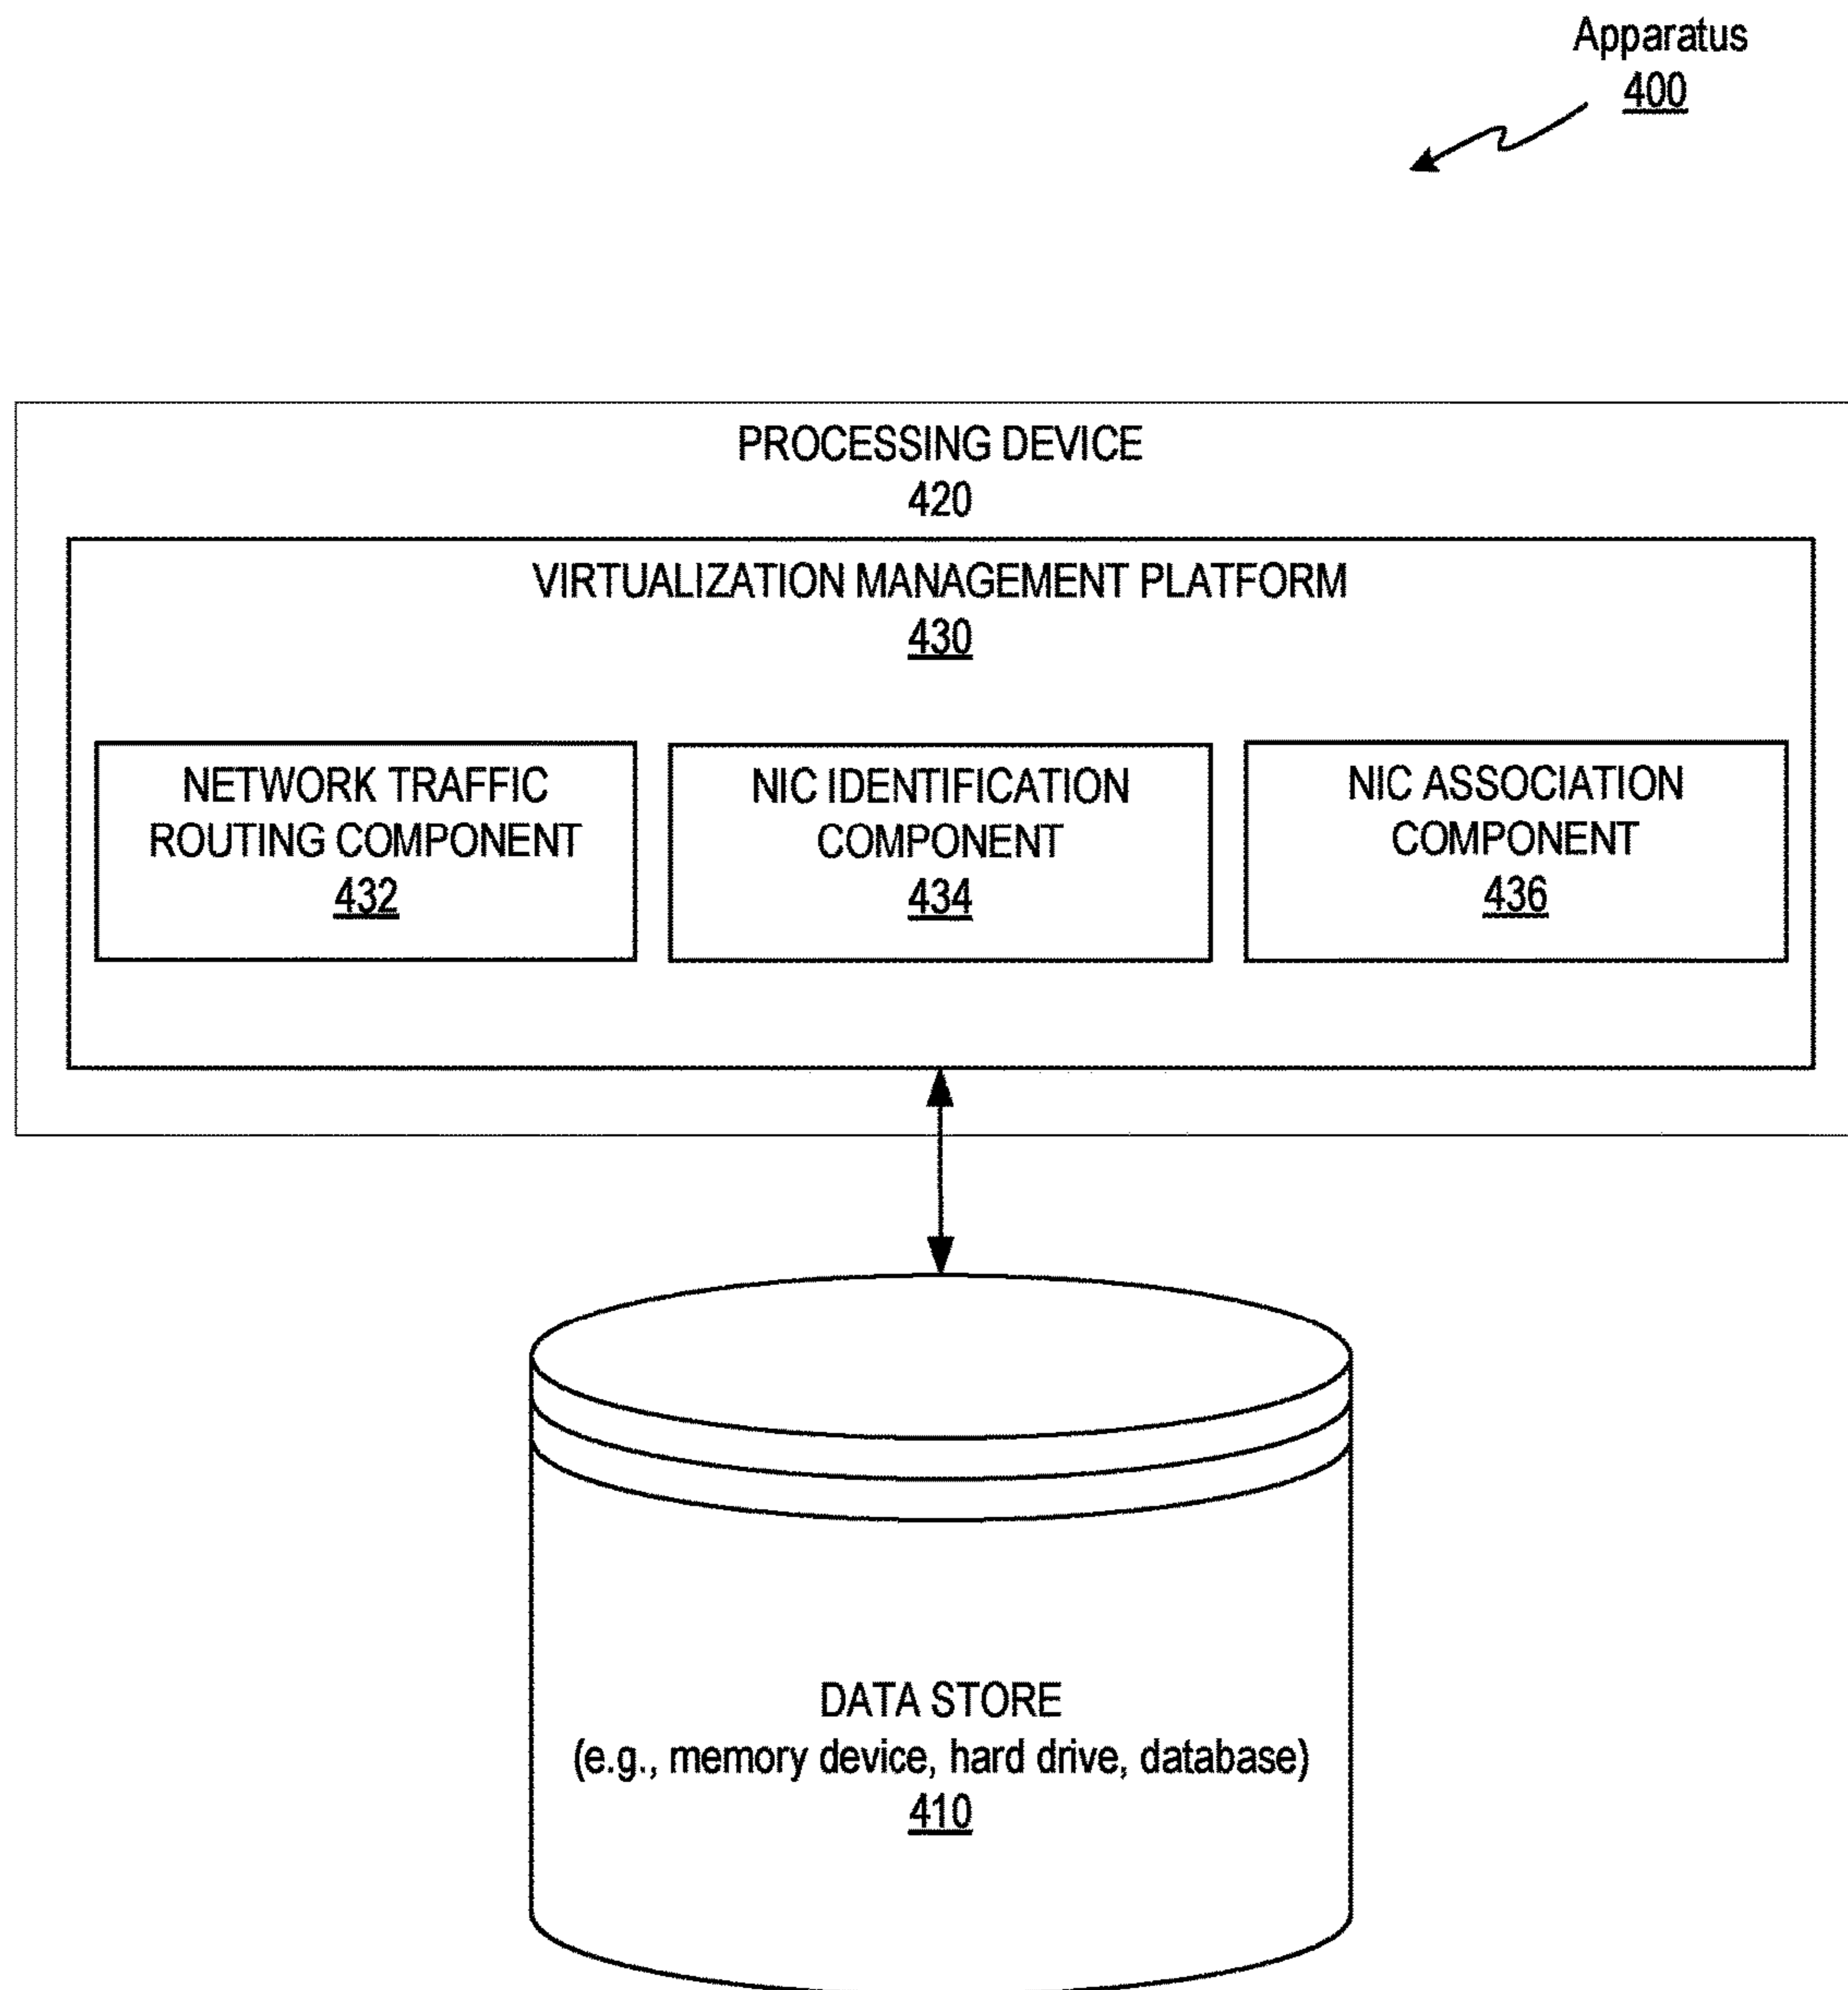 Apparatus
400
PROCESSING DEVICE
420
VIRTUALIZATION MANAGEMENT PLATFORM
430
NETWORK TRAFFIC
ROUTING COMPONENT
432
NIC IDENTIFICATION
COMPONENT
434
NIC ASSOCIATION
COMPONENT
436
DATA STORE
(e.g., memory device, hard drive, database)
410